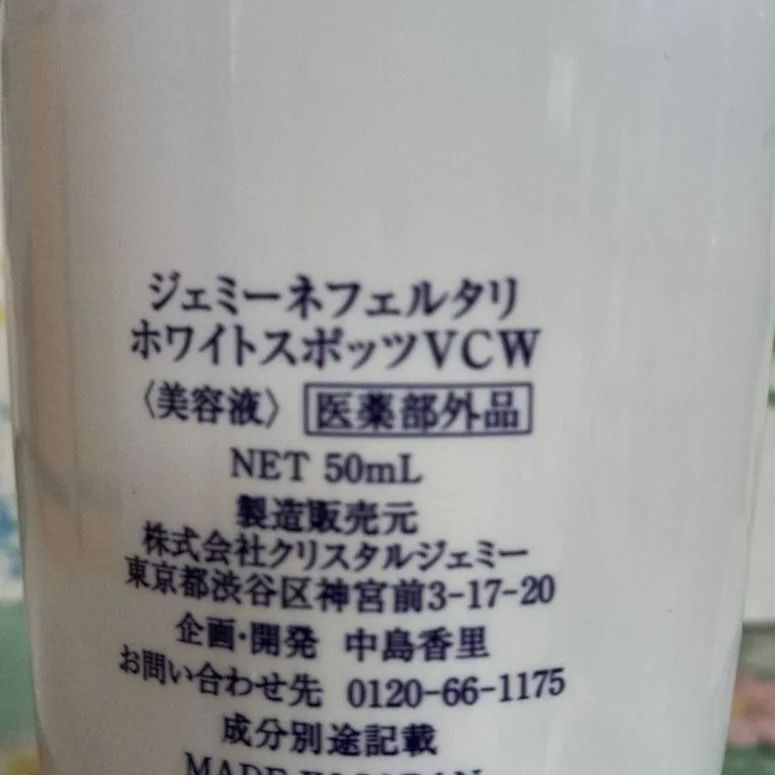 ジェミーネフェルタリ
ホワイトスポッツVCW
〈美容液〉 医薬部外品
NET 50mL
製造販売元
株式会社クリスタルジェミー
東京都渋谷区神宮前3-17-20
企画・開発 中島香里
お問い合わせ先 0120-66-1175
成分別途記載
MADE